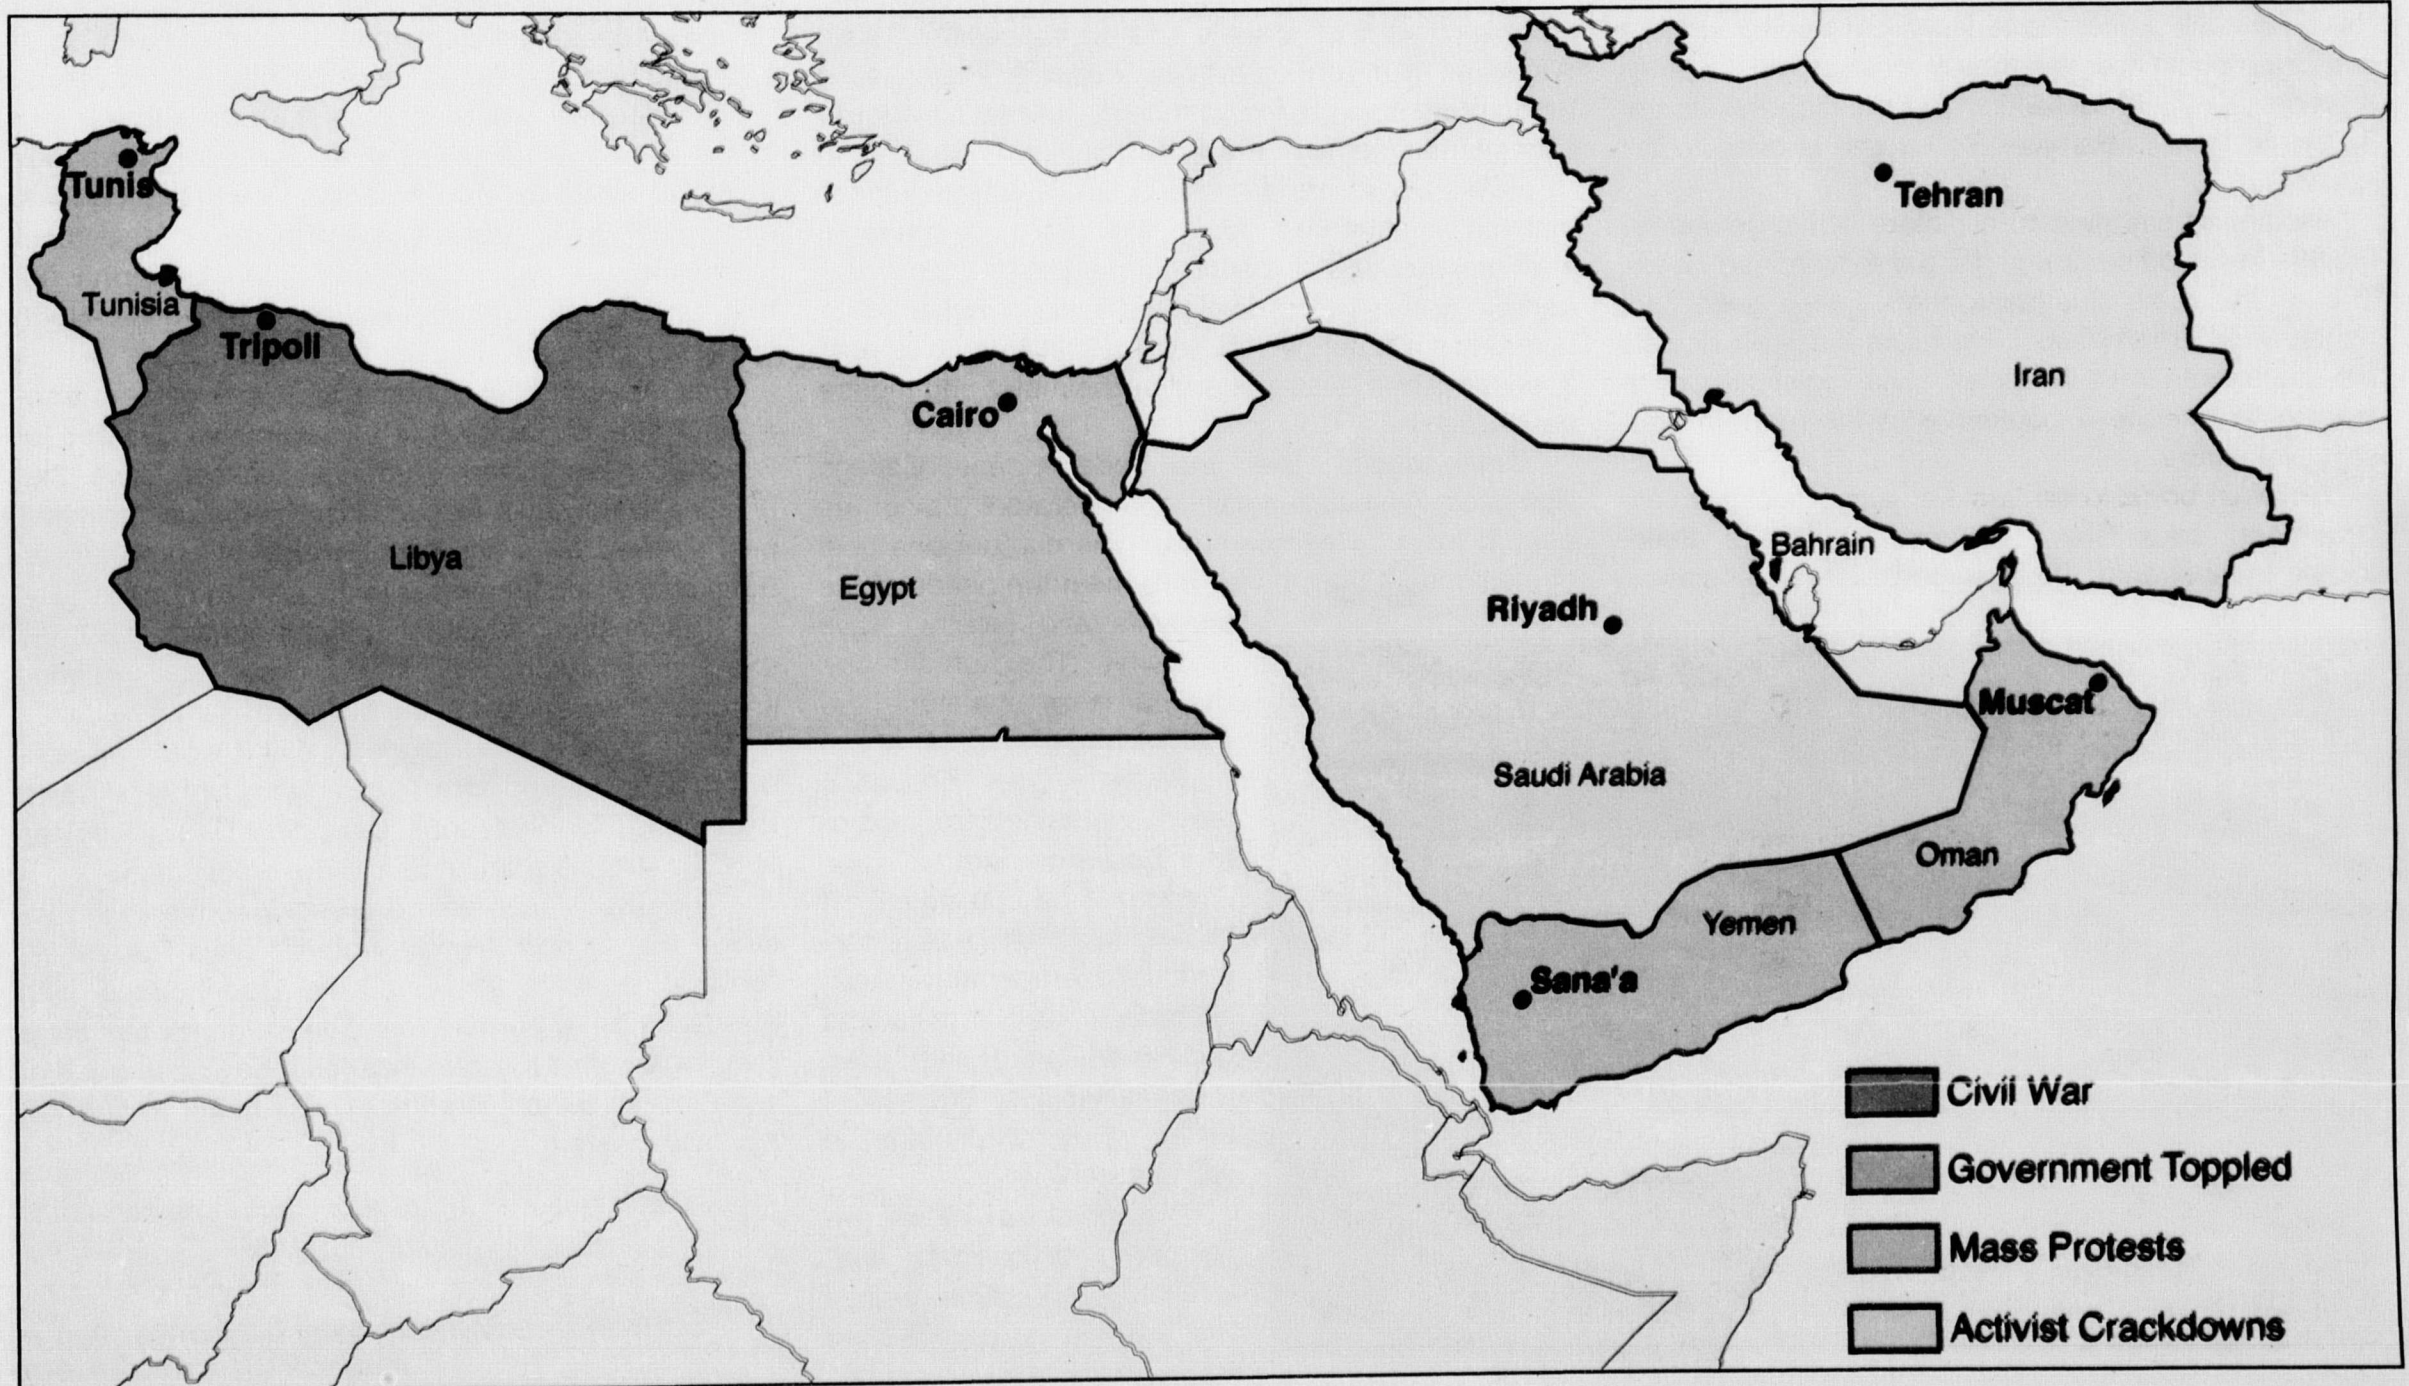 Tunis
Tunisia
Tripoli
Libya
Cairo
Egypt
Tehran
Iran
Bahrain
Riyadh
Saudi Arabia
Muscat
Oman
Yemen
Sana'a
Civil War
Government Toppled
Mass Protests
Activist Crackdowns